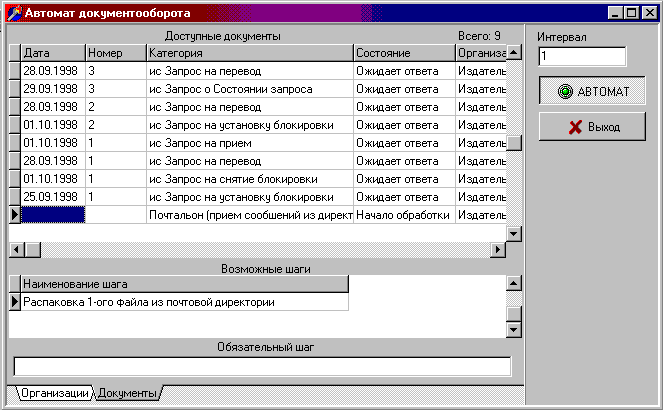 Автомат документооборота
Доступные документы Всего: 9
Дата Номер Категория Состояние Организа
28.09.1998 3 ис Запрос на перевод Ожидает ответа Издатель
29.09.1998 3 ис Запрос о Состоянии запроса Ожидает ответа Издатель
28.09.1998 2 ис Запрос на перевод Ожидает ответа Издатель
01.10.1998 2 ис Запрос на установку блокировки Ожидает ответа Издатель
01.10.1998 1 ис Запрос на прием Ожидает ответа Издатель
28.09.1998 1 ис Запрос на перевод Ожидает ответа Издатель
01.10.1998 1 ис Запрос на снятие блокировки Ожидает ответа Издатель
25.09.1998 1 ис Запрос на установку блокировки Ожидает ответа Издатель
Почтальон (прием сообщений из директ Начало обработки Издатель
Возможные шаги
Наименование шага
Распаковка 1-ого файла из почтовой директории
Обязательный шаг
Организации Документы
Интервал
1
АВТОМАТ
Выход